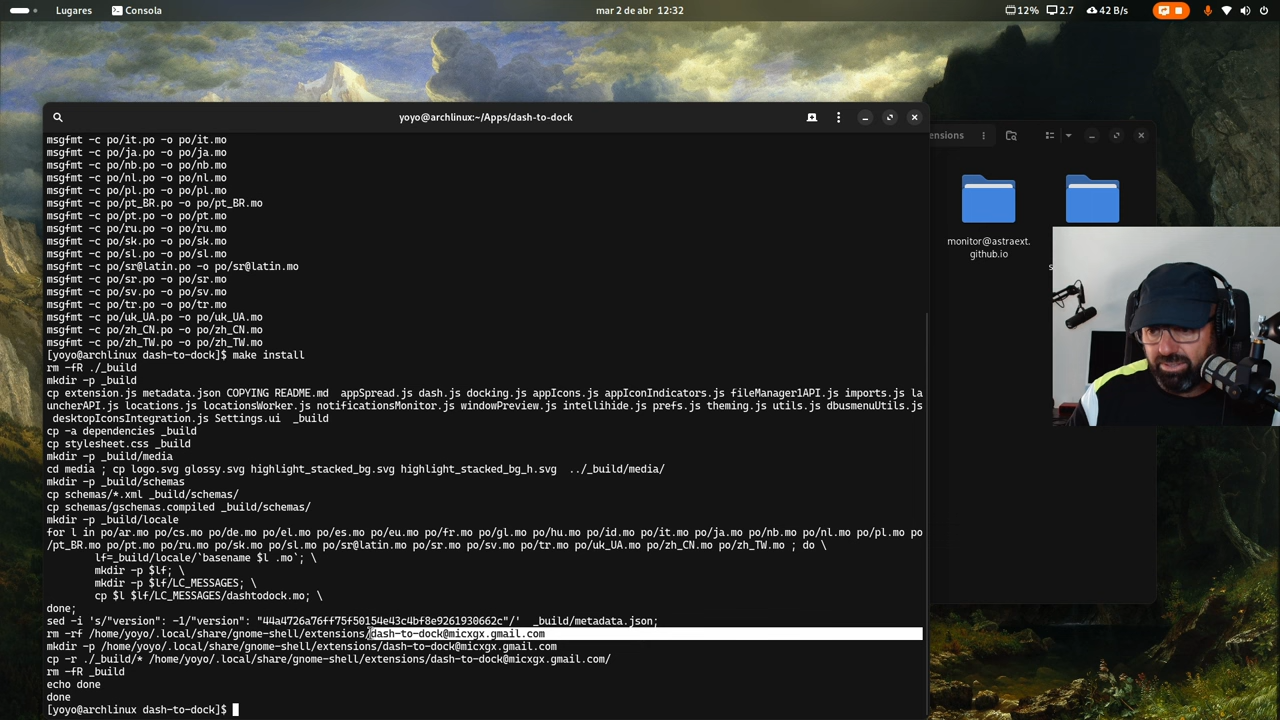 Lugares
Consola
mar 2 de abr 12:32
12%
2.7
42 B/s
yoyo@archlinux:~/Apps/dash-to-dock
msgfmt -c po/it.po -o po/it.mo
msgfmt -c po/ja.po -o po/ja.mo
msgfmt -c po/nb.po -o po/nb.mo
msgfmt -c po/nl.po -o po/nl.mo
msgfmt -c po/pl.po -o po/pl.mo
msgfmt -c po/pt_BR.po -o po/pt_BR.mo
msgfmt -c po/pt.po -o po/pt.mo
msgfmt -c po/ru.po -o po/ru.mo
msgfmt -c po/sk.po -o po/sk.mo
msgfmt -c po/sl.po -o po/sl.mo
msgfmt -c po/sr@latin.po -o po/sr@latin.mo
msgfmt -c po/sr.po -o po/sr.mo
msgfmt -c po/sv.po -o po/sv.mo
msgfmt -c po/tr.po -o po/tr.mo
msgfmt -c po/uk_UA.po -o po/uk_UA.mo
msgfmt -c po/zh_CN.po -o po/zh_CN.mo
msgfmt -c po/zh_TW.po -o po/zh_TW.mo
[yoyo@archlinux dash-to-dock]$ make install
rm -fR ./_build
mkdir -p _build
cp extension.js metadata.json COPYING README.md  appSpread.js dash.js docking.js appIcons.js appIconIndicators.js fileManager1API.js imports.js la
uncherAPI.js locations.js locationsWorker.js notificationsMonitor.js windowPreview.js intellihide.js prefs.js theming.js utils.js dbusmenuUtils.js
 desktopIconsIntegration.js Settings.ui  _build
cp -a dependencies _build
cp stylesheet.css _build
mkdir -p _build/media
cd media ; cp logo.svg glossy.svg highlight_stacked_bg.svg highlight_stacked_bg_h.svg  ../_build/media/
mkdir -p _build/schemas
cp schemas/*.xml _build/schemas/
cp schemas/gschemas.compiled _build/schemas/
mkdir -p _build/locale
for l in po/ar.mo po/cs.mo po/de.mo po/el.mo po/es.mo po/eu.mo po/fr.mo po/gl.mo po/hu.mo po/id.mo po/it.mo po/ja.mo po/nb.mo po/nl.mo po/pl.mo po
/pt_BR.mo po/pt.mo po/ru.mo po/sk.mo po/sl.mo po/sr@latin.mo po/sr.mo po/sv.mo po/tr.mo po/uk_UA.mo po/zh_CN.mo po/zh_TW.mo ; do \
        lf=_build/locale/`basename $l .mo`; \
        mkdir -p $lf; \
        mkdir -p $lf/LC_MESSAGES; \
        cp $l $lf/LC_MESSAGES/dashtodock.mo; \
done;
sed -i 's/"version": -1/"version": "44a4726a76ff75f50154e43c4bf8e9261930662c"/'  _build/metadata.json;
rm -rf /home/yoyo/.local/share/gnome-shell/extensions/dash-to-dock@micxgx.gmail.com
mkdir -p /home/yoyo/.local/share/gnome-shell/extensions/dash-to-dock@micxgx.gmail.com
cp -r ./_build/* /home/yoyo/.local/share/gnome-shell/extensions/dash-to-dock@micxgx.gmail.com/
rm -fR _build
echo done
done
[yoyo@archlinux dash-to-dock]$
ensions
monitor@astraext.
github.io
s